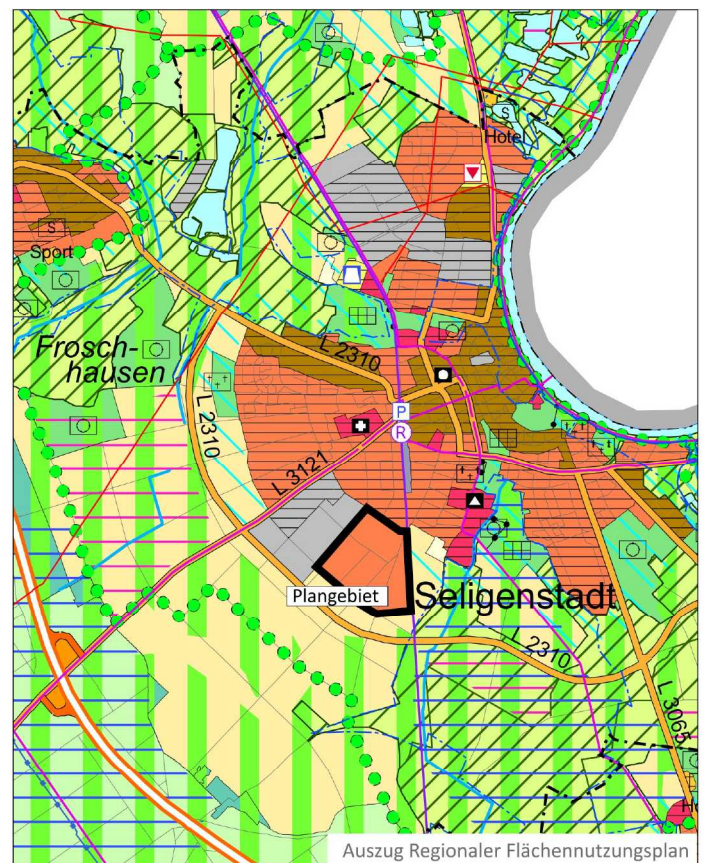 S
Hotel
S
Sport
Frosch-
hausen
L 2310
L 2310
P
R
L 3121
Plangebiet
Seligenstadt
L 2310
L 3065
Auszug Regionaler Flächennutzungsplan